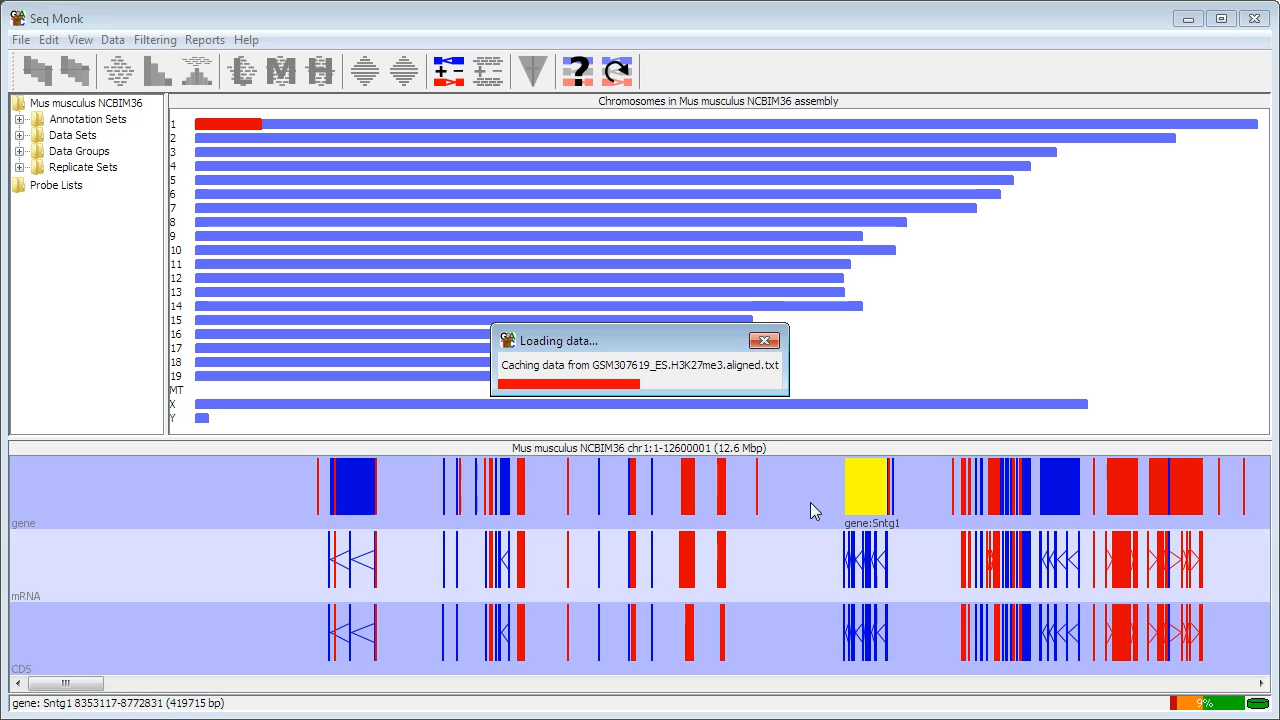 Seq Monk
File Edit View Data Filtering Reports Help
Mus musculus NCBIM36
Annotation Sets
Data Sets
Data Groups
Replicate Sets
Probe Lists
Chromosomes in Mus musculus NCBIM36 assembly
1
2
3
4
5
6
7
8
9
10
11
12
13
14
15
16
17
18
19
MT
X
Y
Loading data...
Caching data from GSM307619_ES.H3K27me3.aligned.txt
Mus musculus NCBIM36 chr1:1-12600001 (12.6 Mbp)
gene
gene:Sntg1
mRNA
CDS
gene: Sntg1 8353117-8772831 (419715 bp)
9%